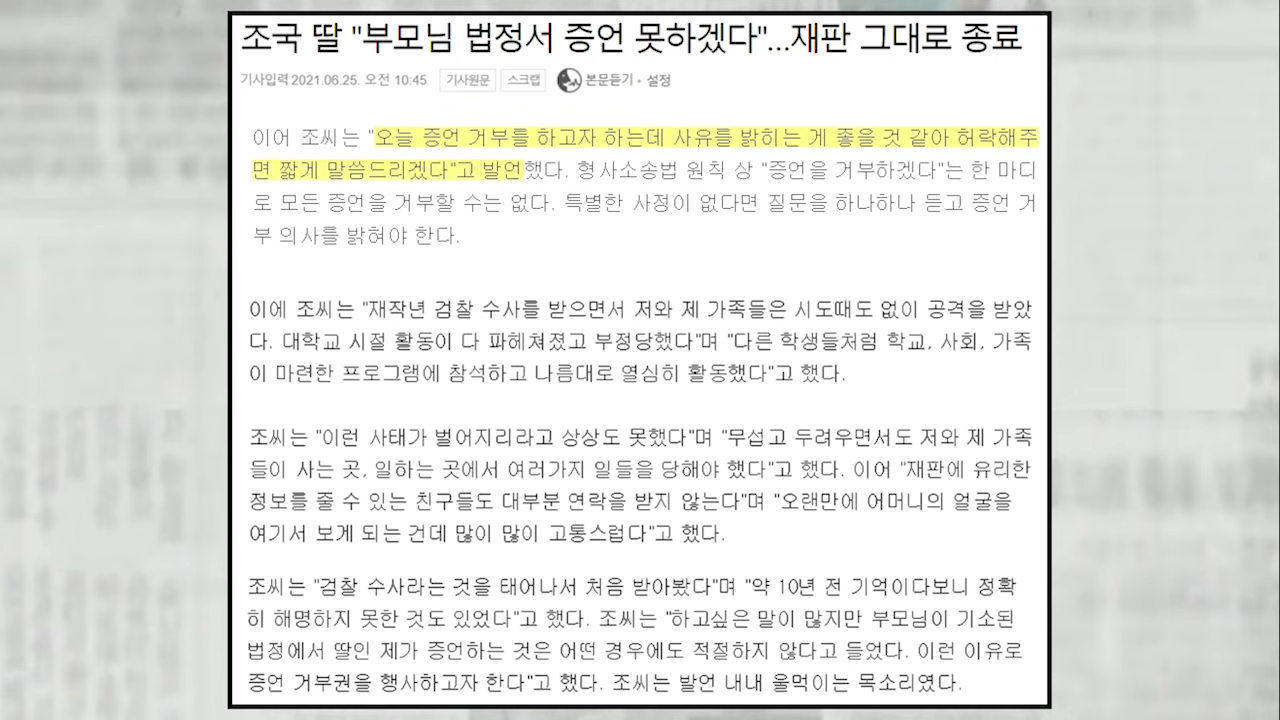 조국 딸 "부모님 법정서 증언 못하겠다"...재판 그대로 종료
기사입력 2021.06.25. 오전 10:45 기사원문 스크랩 본문듣기 · 설정
이어 조씨는 "오늘 증언 거부를 하고자 하는데 사유를 밝히는 게 좋을 것 같아 허락해주
면 짧게 말씀드리겠다"고 발언했다. 형사소송법 원칙 상 "증언을 거부하겠다"는 한 마디
로 모든 증언을 거부할 수는 없다. 특별한 사정이 없다면 질문을 하나하나 듣고 증언 거
부 의사를 밝혀야 한다.
이에 조씨는 "재작년 검찰 수사를 받으면서 저와 제 가족들은 시도때도 없이 공격을 받았
다. 대학교 시절 활동이 다 파헤쳐졌고 부정당했다"며 "다른 학생들처럼 학교, 사회, 가족
이 마련한 프로그램에 참석하고 나름대로 열심히 활동했다"고 했다.
조씨는 "이런 사태가 벌어지리라고 상상도 못했다"며 "무섭고 두려우면서도 저와 제 가족
들이 사는 곳, 일하는 곳에서 여러가지 일들을 당해야 했다"고 했다. 이어 "재판에 유리한
정보를 줄 수 있는 친구들도 대부분 연락을 받지 않는다"며 "오랜만에 어머니의 얼굴을
여기서 보게 되는 건데 많이 많이 고통스럽다"고 했다.
조씨는 "검찰 수사라는 것을 태어나서 처음 받아봤다"며 "약 10년 전 기억이다보니 정확
히 해명하지 못한 것도 있었다"고 했다. 조씨는 "하고싶은 말이 많지만 부모님이 기소된
법정에서 딸인 제가 증언하는 것은 어떤 경우에도 적절하지 않다고 들었다. 이런 이유로
증언 거부권을 행사하고자 한다"고 했다. 조씨는 발언 내내 울먹이는 목소리였다.